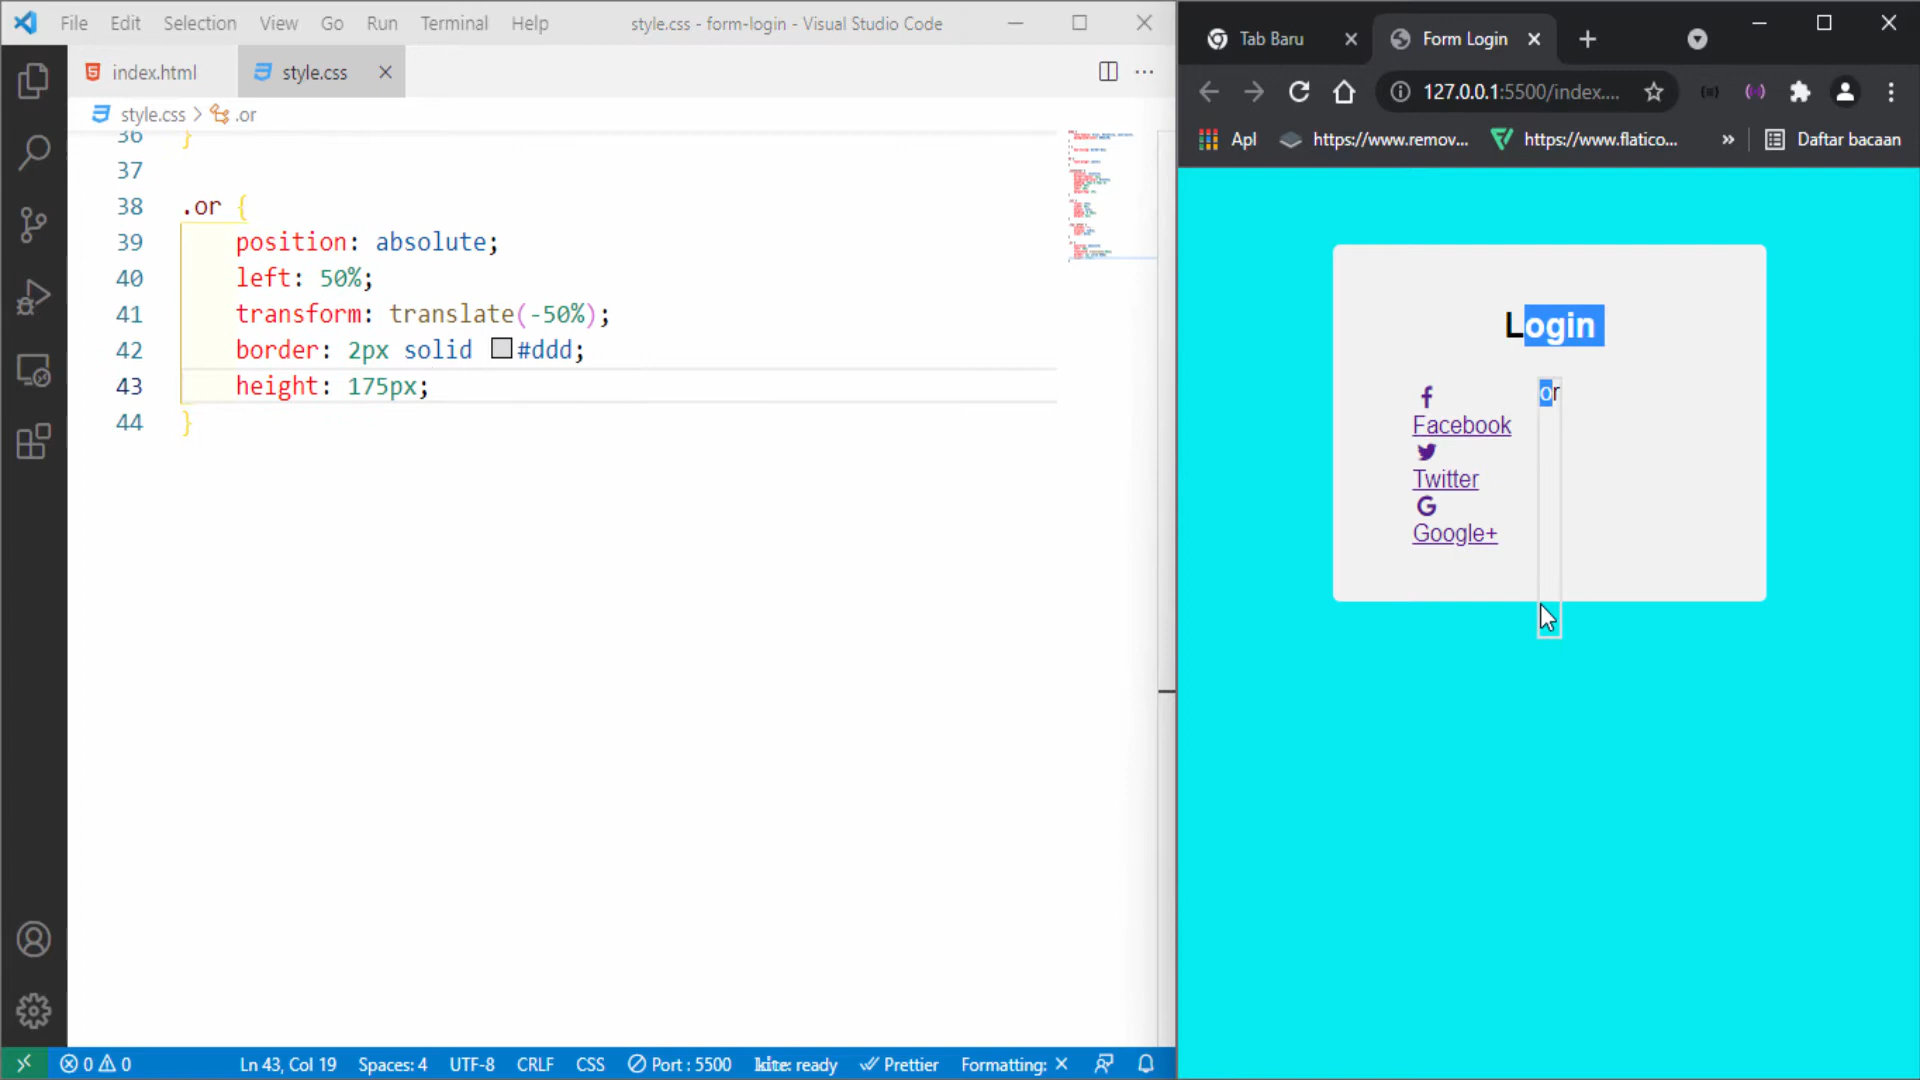 File Edit Selection View Go Run Terminal Help style.css - form-login - Visual Studio Code
index.html style.css
style.css > .or
36 }
37
38 .or {
39 position: absolute;
40 left: 50%;
41 transform: translate(-50%);
42 border: 2px solid #ddd;
43 height: 175px;
44 }
0 0 Ln 43, Col 19 Spaces: 4 UTF-8 CRLF CSS Port : 5500 kite: ready Prettier Formatting: ×
Tab Baru Form Login
127.0.0.1:5500/index....
Apl https://www.remov... https://www.flatico... » Daftar bacaan
Login
or
Facebook
Twitter
Google+